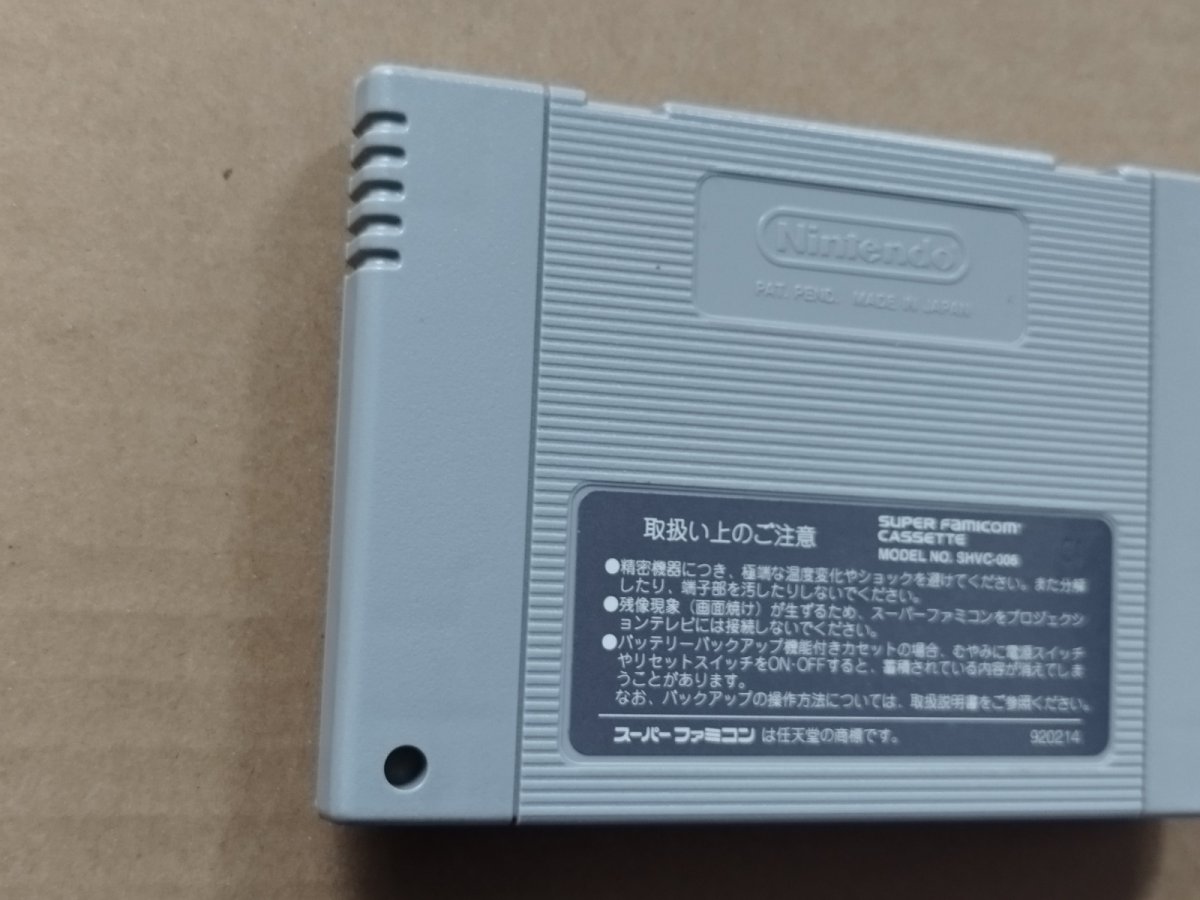 Nintendo
PAT. PEND. MADE IN JAPAN
取扱い上のご注意
SUPER FAMICOM
CASSETTE
MODEL NO. SHVC-006
●精密機器につき、極端な温度変化やショックを避けてください。また分解
したり、端子部を汚したりしないでください。
●残像現象（画面焼け）が生ずるため、スーパーファミコンをプロジェクシ
ョンテレビには接続しないでください。
●バッテリーバックアップ機能付きカセットの場合、むやみに電源スイッチ
やリセットスイッチをON-OFFすると、蓄積されている内容が消えてしま
うことがあります。
なお、バックアップの操作方法については、取扱説明書をご参照ください。
スーパーファミコンは任天堂の商標です。
920214